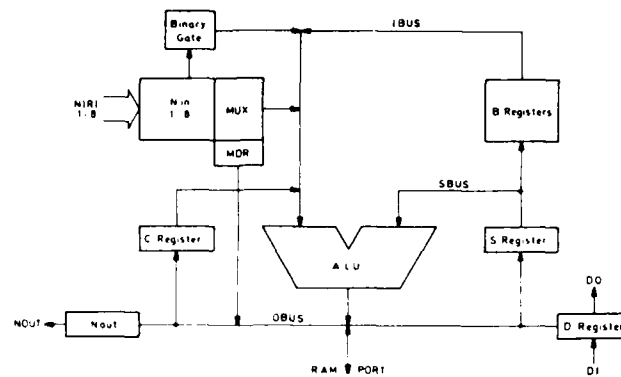 Binary
Gate
IBUS
NIRI
1-8
Nin
1 8
MUX
MDR
B Registers
SBUS
C Register
S Register
ALU
DO
NOUT
Nout
OBUS
D Register
RAM PORT
DI